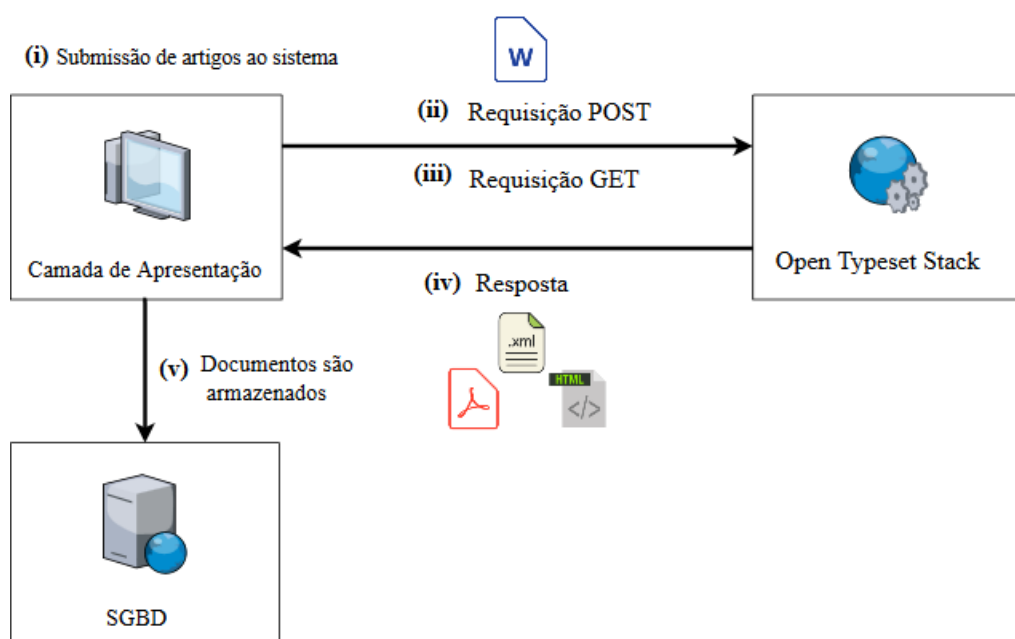 (i) Submissão de artigos ao sistema
W
(ii) Requisição POST
(iii) Requisição GET
Camada de Apresentação
Open Typeset Stack
(iv) Resposta
.xml
HTML
</>
(v) Documentos são
armazenados
SGBD